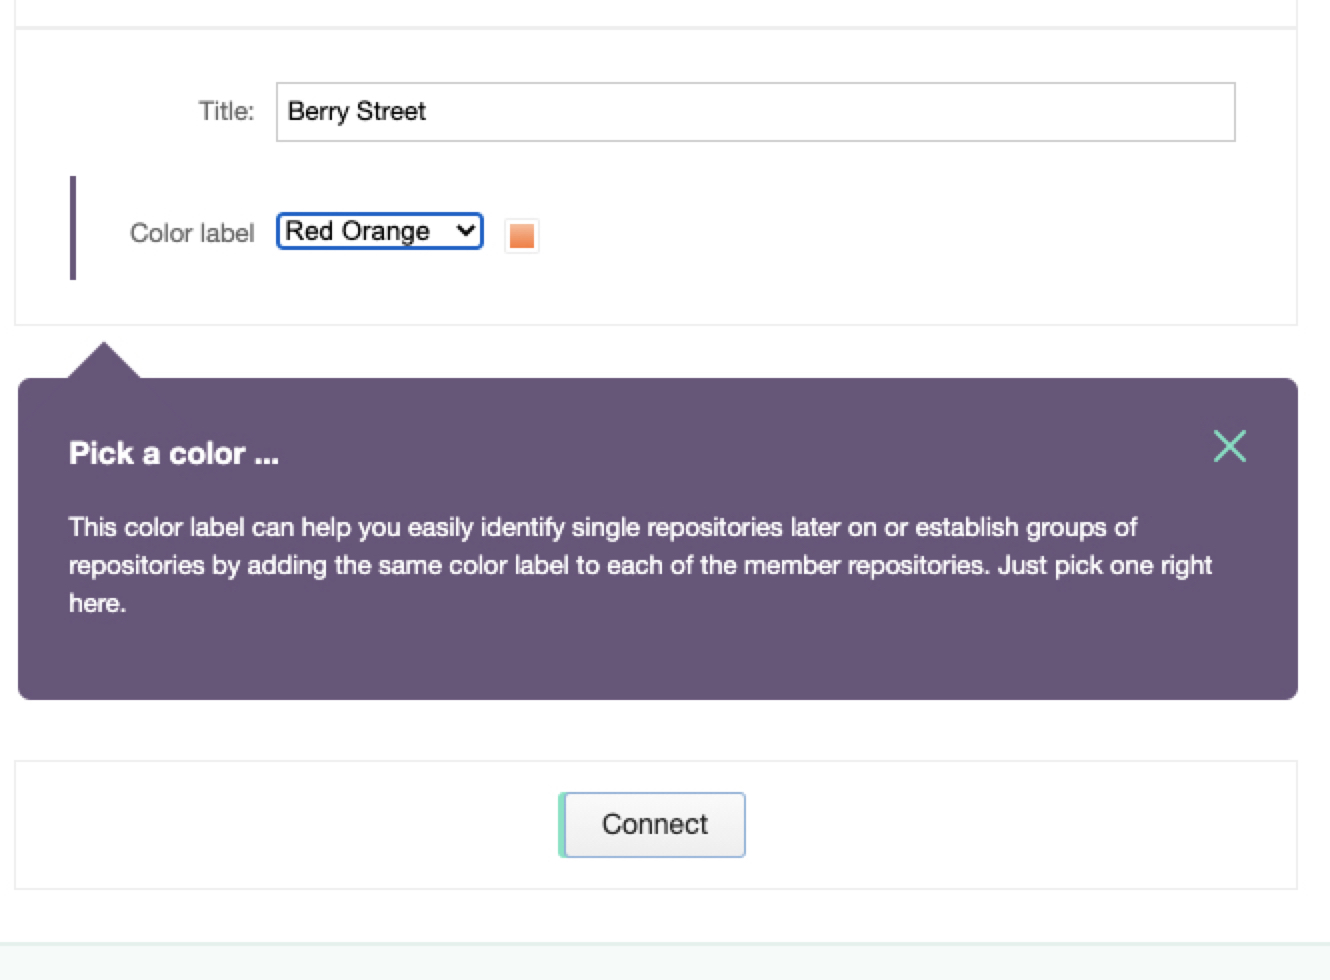 Title: Berry Street
Color label Red Orange
Pick a color ...
This color label can help you easily identify single repositories later on or establish groups of
repositories by adding the same color label to each of the member repositories. Just pick one right
here.
Connect